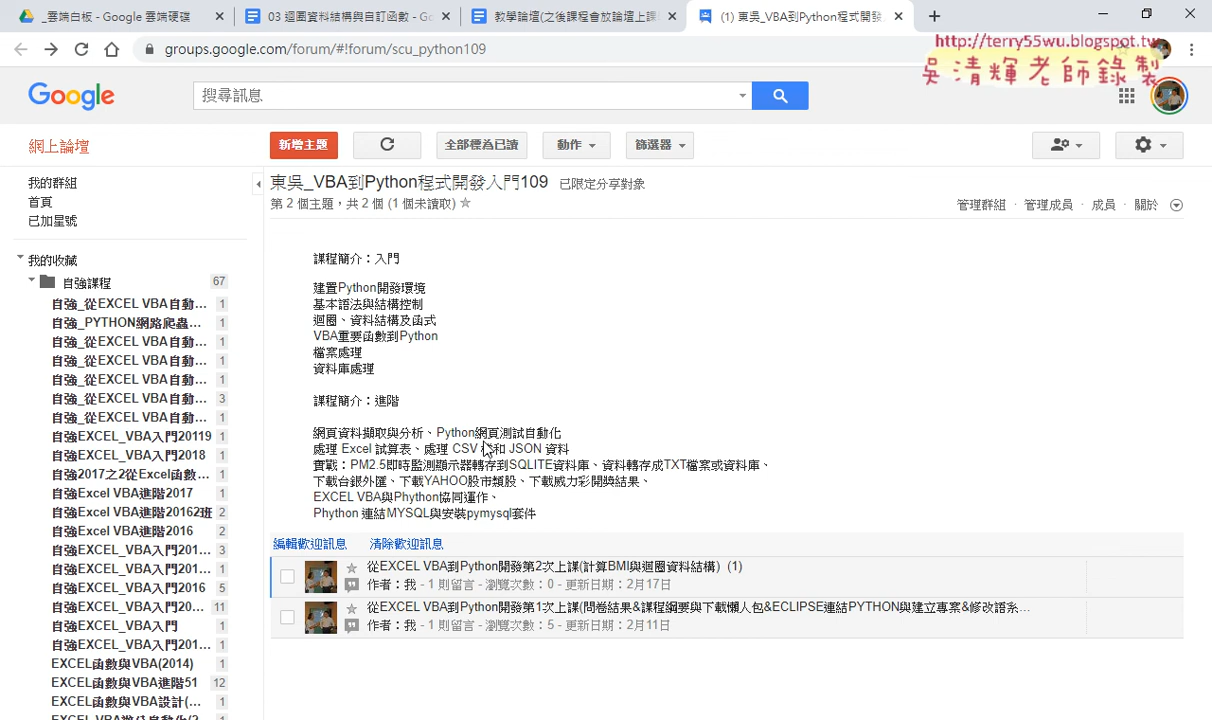 _雲端白板 - Google 雲端硬碟
03 迴圈資料結構與自訂函數 - Go
教學論壇(之後課程會放論壇上課
(1) 東吳_VBA到Python程式開發
groups.google.com/forum/#!forum/scu_python109
http://terry55wu.blogspot.tw
吳清輝老師錄製
Google
搜尋訊息
網上論壇
新增主題
全部標為已讀
動作
篩選器
我的群組
首頁
已加星號
我的收藏
自強課程 67
自強_從EXCEL VBA自動... 1
自強_PYTHON網路爬蟲... 1
自強_從EXCEL VBA自動... 1
自強_從EXCEL VBA自動... 1
自強_從EXCEL VBA自動... 1
自強_從EXCEL VBA自動... 3
自強_從EXCEL VBA自動... 1
自強EXCEL_VBA入門20119 1
自強EXCEL_VBA入門2018 1
自強2017之2從Excel函數... 1
自強Excel VBA進階2017 1
自強Excel VBA進階20162班 2
自強Excel VBA進階2016 2
自強EXCEL_VBA入門201... 3
自強EXCEL_VBA入門201... 1
自強EXCEL_VBA入門2016 5
自強EXCEL_VBA入門20... 11
自強EXCEL_VBA入門 1
自強EXCEL_VBA入門201... 1
EXCEL函數與VBA(2014) 1
EXCEL函數與VBA進階51 12
EXCEL函數與VBA設計(... 1
東吳_VBA到Python程式開發入門109 已限定分享對象
第 2 個主題，共 2 個 (1 個未讀取)
管理群組 · 管理成員 · 成員 · 關於
課程簡介：入門
建置Python開發環境
基本語法與結構控制
迴圈、資料結構及函式
VBA重要函數到Python
檔案處理
資料庫處理
課程簡介：進階
網頁資料擷取與分析、Python網頁測試自動化
處理 Excel 試算表、處理 CSV 和 JSON 資料
實戰：PM2.5即時監測顯示器轉存到SQLITE資料庫、資料轉存成TXT檔案或資料庫、
下載台銀外匯、下載YAHOO股市類股、下載威力彩開獎結果、
EXCEL VBA與Phython協同運作、
Phython 連結MYSQL與安裝pymysql套件
編輯歡迎訊息 清除歡迎訊息
從EXCEL VBA到Python開發第2次上課(計算BMI與迴圈資料結構) (1)
作者：我 - 1 則留言 - 瀏覽次數：0 - 更新日期：2月17日
從EXCEL VBA到Python開發第1次上課(問卷結果&課程綱要與下載懶人包&ECLIPSE連結PYTHON與建立專案&修改語系...
作者：我 - 1 則留言 - 瀏覽次數：5 - 更新日期：2月11日